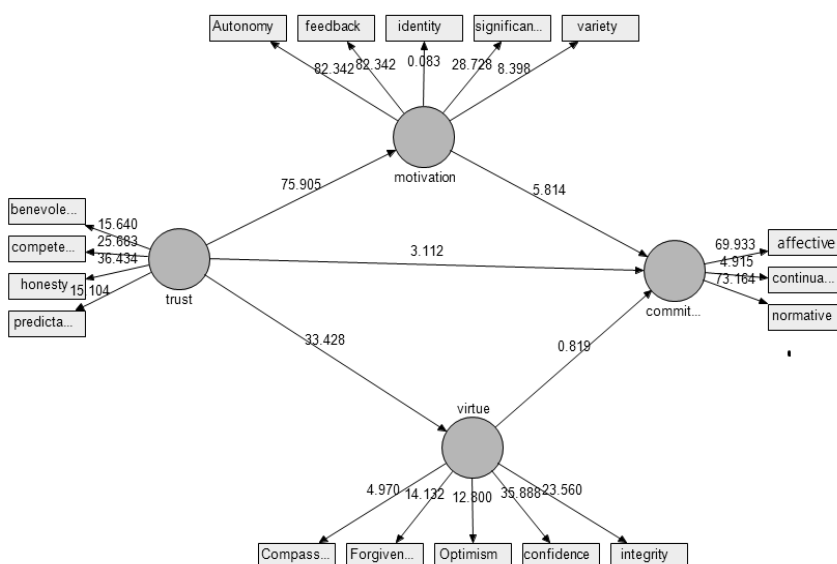 Autonomy
feedback
identity
significan...
variety
82.342
82.342
0.083
28.728
8.398
motivation
75.905
5.814
benevole...
compete...
honesty
predicta...
15.640
25.683
36.434
15.104
trust
3.112
69.933
4.915
73.164
affective
continua...
normative
commit...
33.428
0.819
virtue
4.970
14.132
12.800
35.888
23.560
Compass...
Forgiven...
Optimism
confidence
integrity